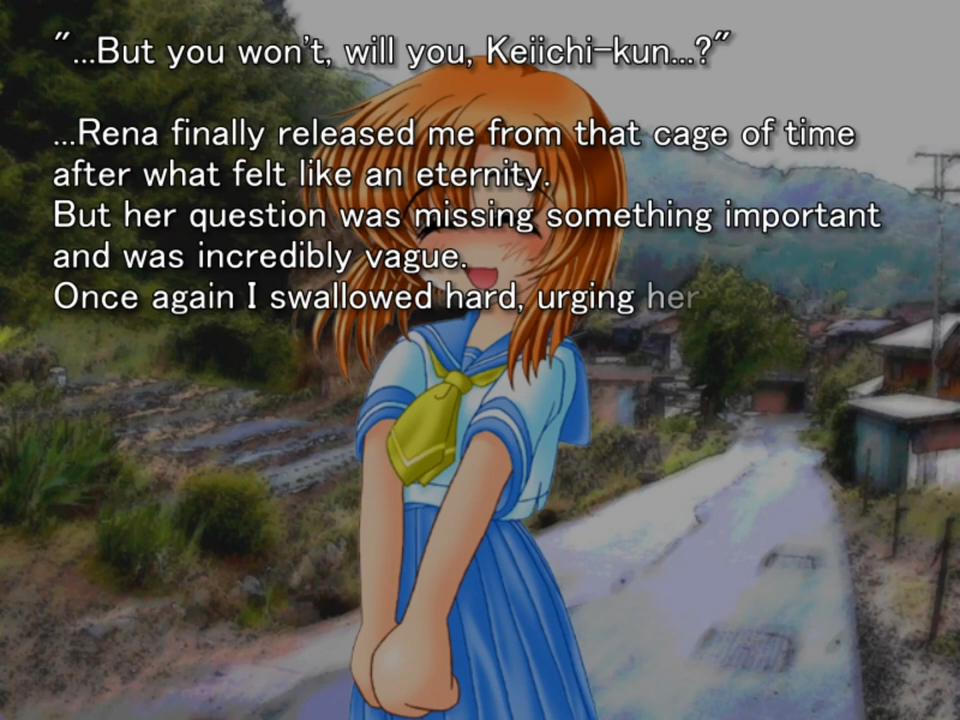 "...But you won't, will you, Keiichi-kun...?"
...Rena finally released me from that cage of time
after what felt like an eternity.
But her question was missing something important
and was incredibly vague.
Once again I swallowed hard, urging her